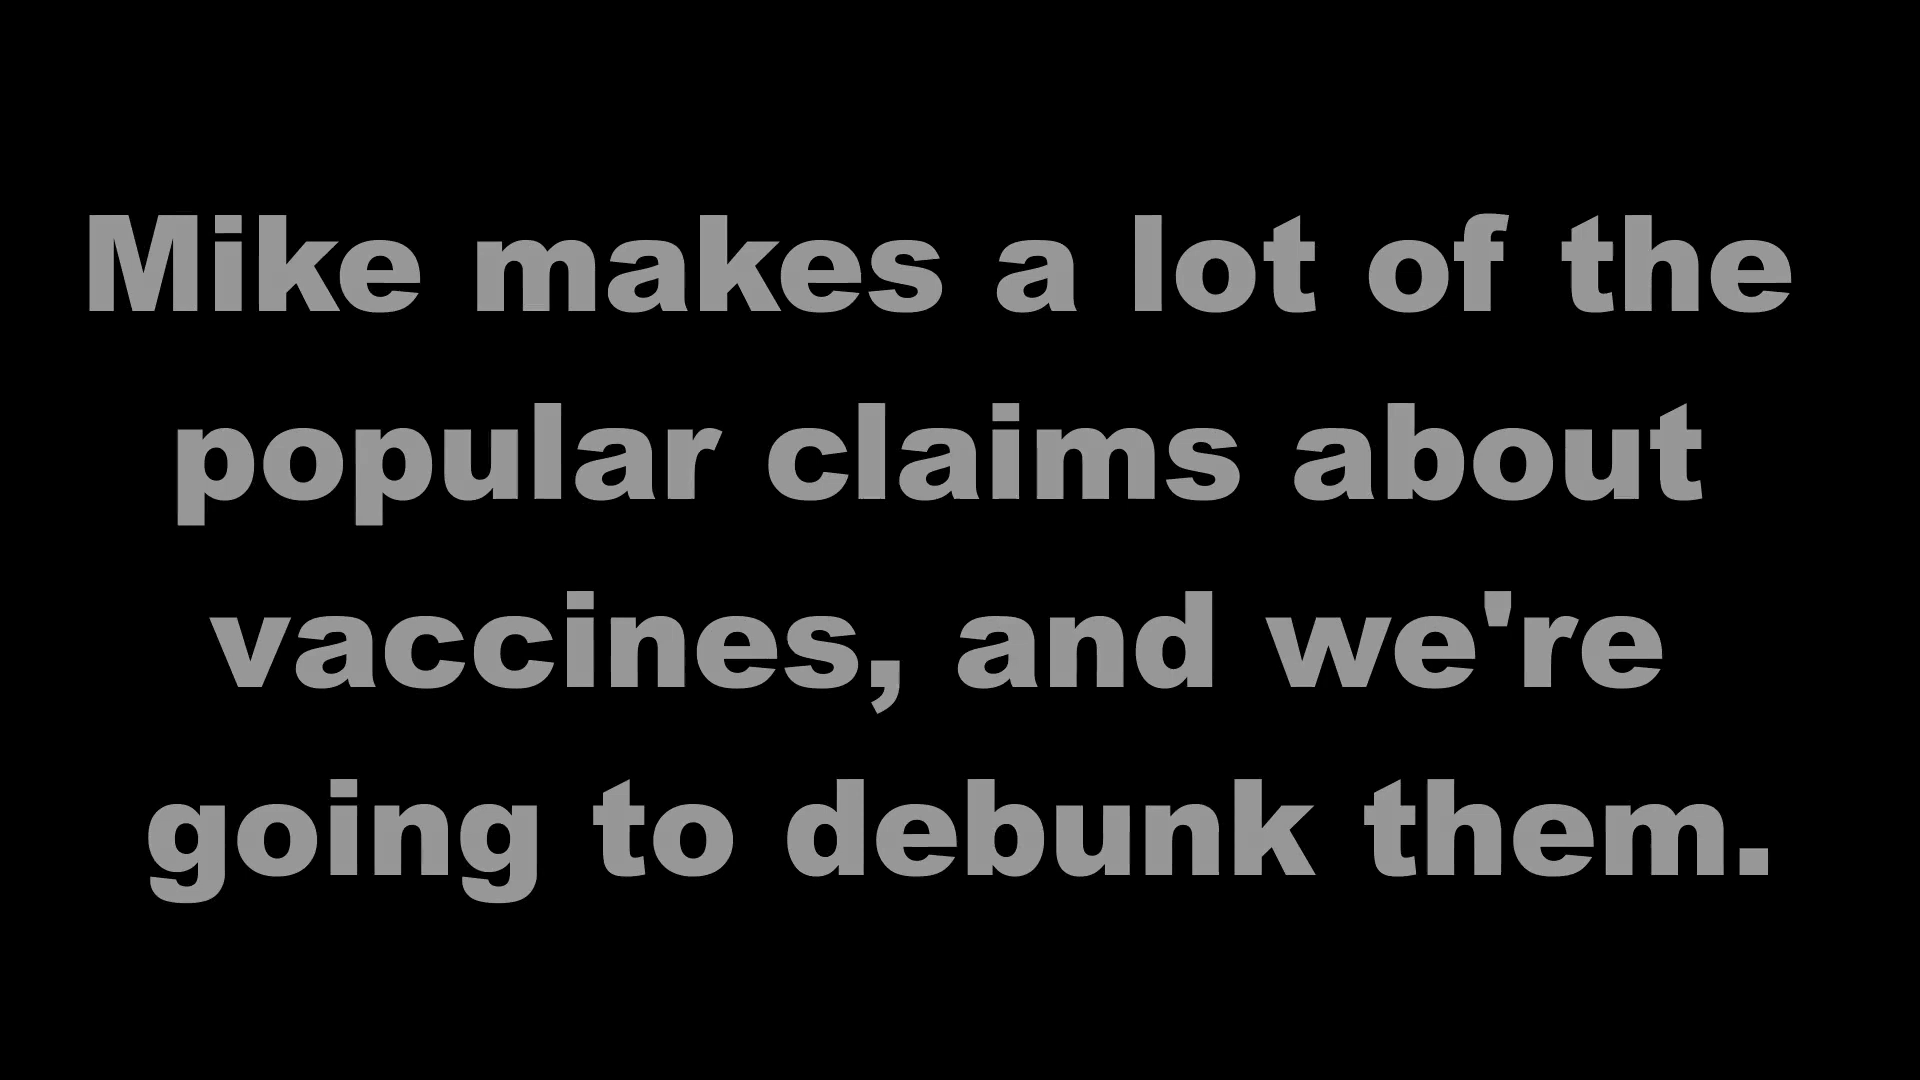 Mike makes a lot of the
popular claims about
vaccines, and we're
going to debunk them.